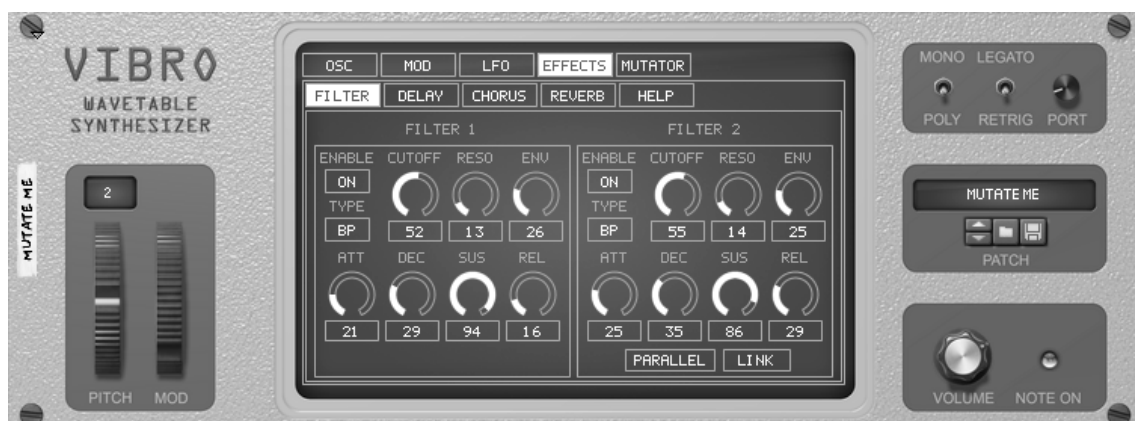 VIBRO
WAVETABLE
SYNTHESIZER
MUTATE ME
2
PITCH MOD
OSC MOD LFO EFFECTS MUTATOR
FILTER DELAY CHORUS REVERB HELP
FILTER 1
ENABLE CUTOFF RESO ENV
ON
TYPE
BP 52 13 26
ATT DEC SUS REL
21 29 94 16
FILTER 2
ENABLE CUTOFF RESO ENV
ON
TYPE
BP 55 14 25
ATT DEC SUS REL
25 35 86 29
PARALLEL LINK
MONO LEGATO
POLY RETRIG PORT
MUTATE ME
PATCH
VOLUME NOTE ON